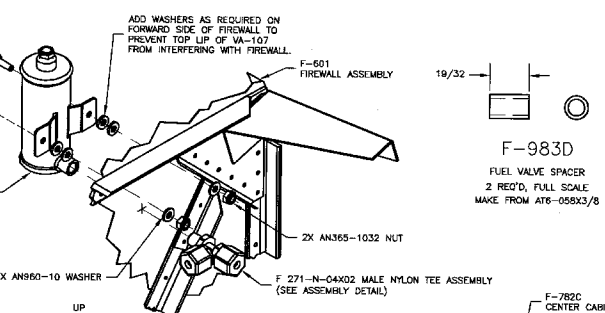 ADD WASHERS AS REQUIRED ON
FORWARD SIDE OF FIREWALL TO
PREVENT TOP LIP OF VA-107
FROM INTERFERING WITH FIREWALL.
F-601
FIREWALL ASSEMBLY
19/32
F-983D
FUEL VALVE SPACER
2 REQ'D, FULL SCALE
MAKE FROM AT6-058X3/8
2X AN365-1032 NUT
X AN960-10 WASHER
F 271-N-04X02 MALE NYLON TEE ASSEMBLY
(SEE ASSEMBLY DETAIL)
UP
F-782C
CENTER CABI